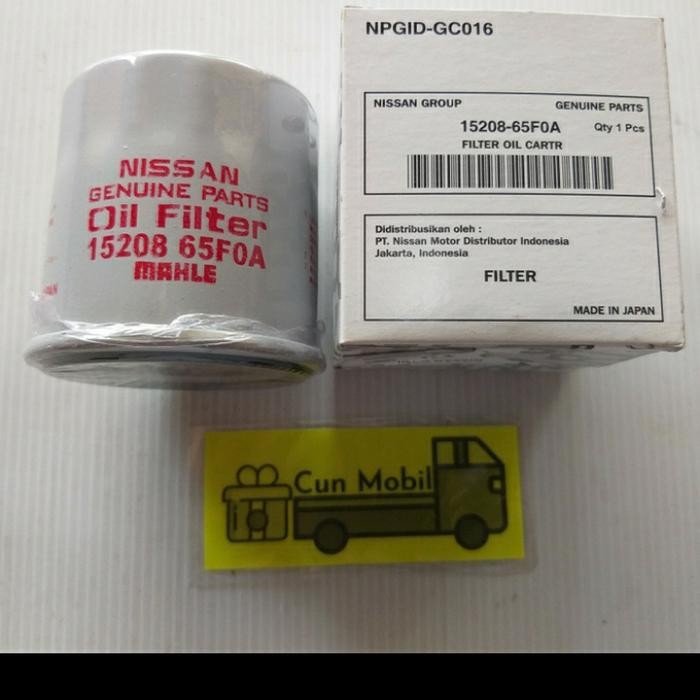 NISSAN
GENUINE PARTS
Oil Filter
15208 65F0A
MAHLE
NPGID-GC016
NISSAN GROUP GENUINE PARTS
15208-65F0A Qty 1 Pcs
FILTER OIL CARTR
Didistribusikan oleh :
PT. Nissan Motor Distributor Indonesia
Jakarta, Indonesia
FILTER
MADE IN JAPAN
Cun Mobil